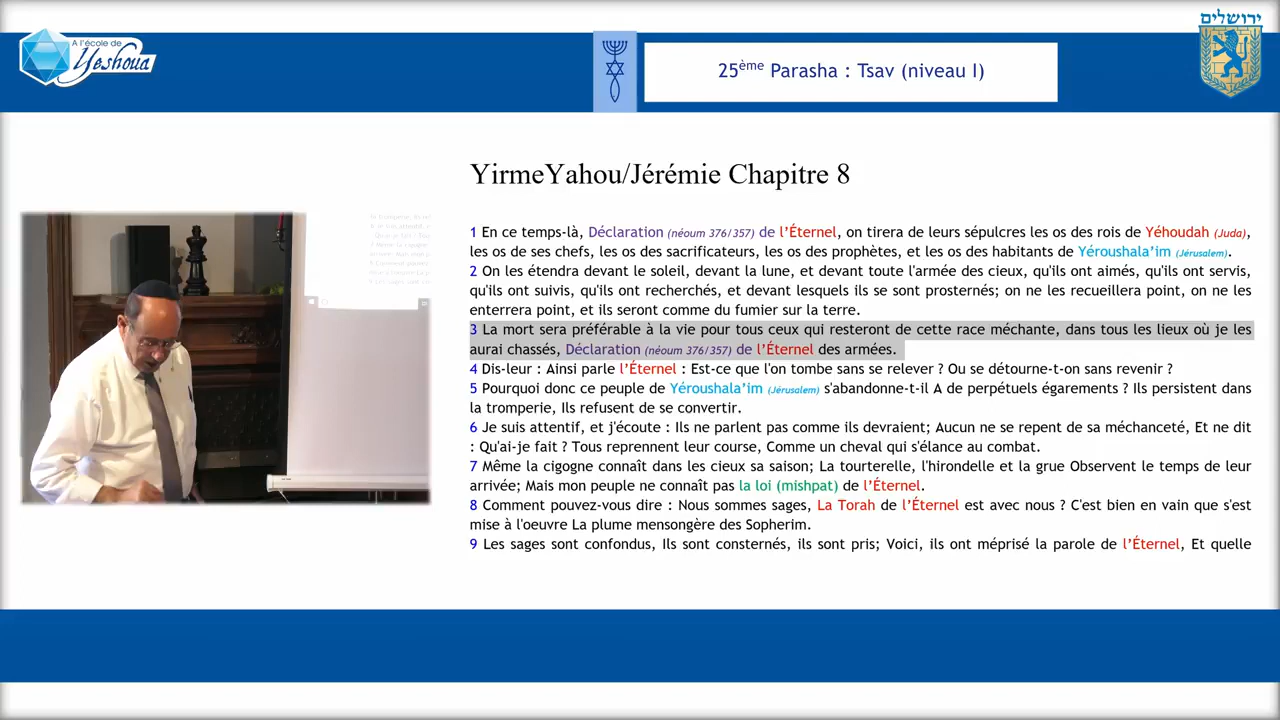 A l'école de
Yeshoua
ירושלים
25ème Parasha : Tsav (niveau I)
YirmeYahou/Jérémie Chapitre 8
1 En ce temps-là, Déclaration (néoum 376/357) de l'Éternel, on tirera de leurs sépulcres les os des rois de Yéhoudah (Juda),
les os de ses chefs, les os des sacrificateurs, les os des prophètes, et les os des habitants de Yéroushala'im (Jérusalem).
2 On les étendra devant le soleil, devant la lune, et devant toute l'armée des cieux, qu'ils ont aimés, qu'ils ont servis,
qu'ils ont suivis, qu'ils ont recherchés, et devant lesquels ils se sont prosternés; on ne les recueillera point, on ne les
enterrera point, et ils seront comme du fumier sur la terre.
3 La mort sera préférable à la vie pour tous ceux qui resteront de cette race méchante, dans tous les lieux où je les
aurai chassés, Déclaration (néoum 376/357) de l'Éternel des armées.
4 Dis-leur : Ainsi parle l'Éternel : Est-ce que l'on tombe sans se relever ? Ou se détourne-t-on sans revenir ?
5 Pourquoi donc ce peuple de Yéroushala'im (Jérusalem) s'abandonne-t-il A de perpétuels égarements ? Ils persistent dans
la tromperie, Ils refusent de se convertir.
6 Je suis attentif, et j'écoute : Ils ne parlent pas comme ils devraient; Aucun ne se repent de sa méchanceté, Et ne dit
: Qu'ai-je fait ? Tous reprennent leur course, Comme un cheval qui s'élance au combat.
7 Même la cigogne connaît dans les cieux sa saison; La tourterelle, l'hirondelle et la grue Observent le temps de leur
arrivée; Mais mon peuple ne connaît pas la loi (mishpat) de l'Éternel.
8 Comment pouvez-vous dire : Nous sommes sages, La Torah de l'Éternel est avec nous ? C'est bien en vain que s'est
mise à l'oeuvre La plume mensongère des Sopherim.
9 Les sages sont confondus, Ils sont consternés, ils sont pris; Voici, ils ont méprisé la parole de l'Éternel, Et quelle